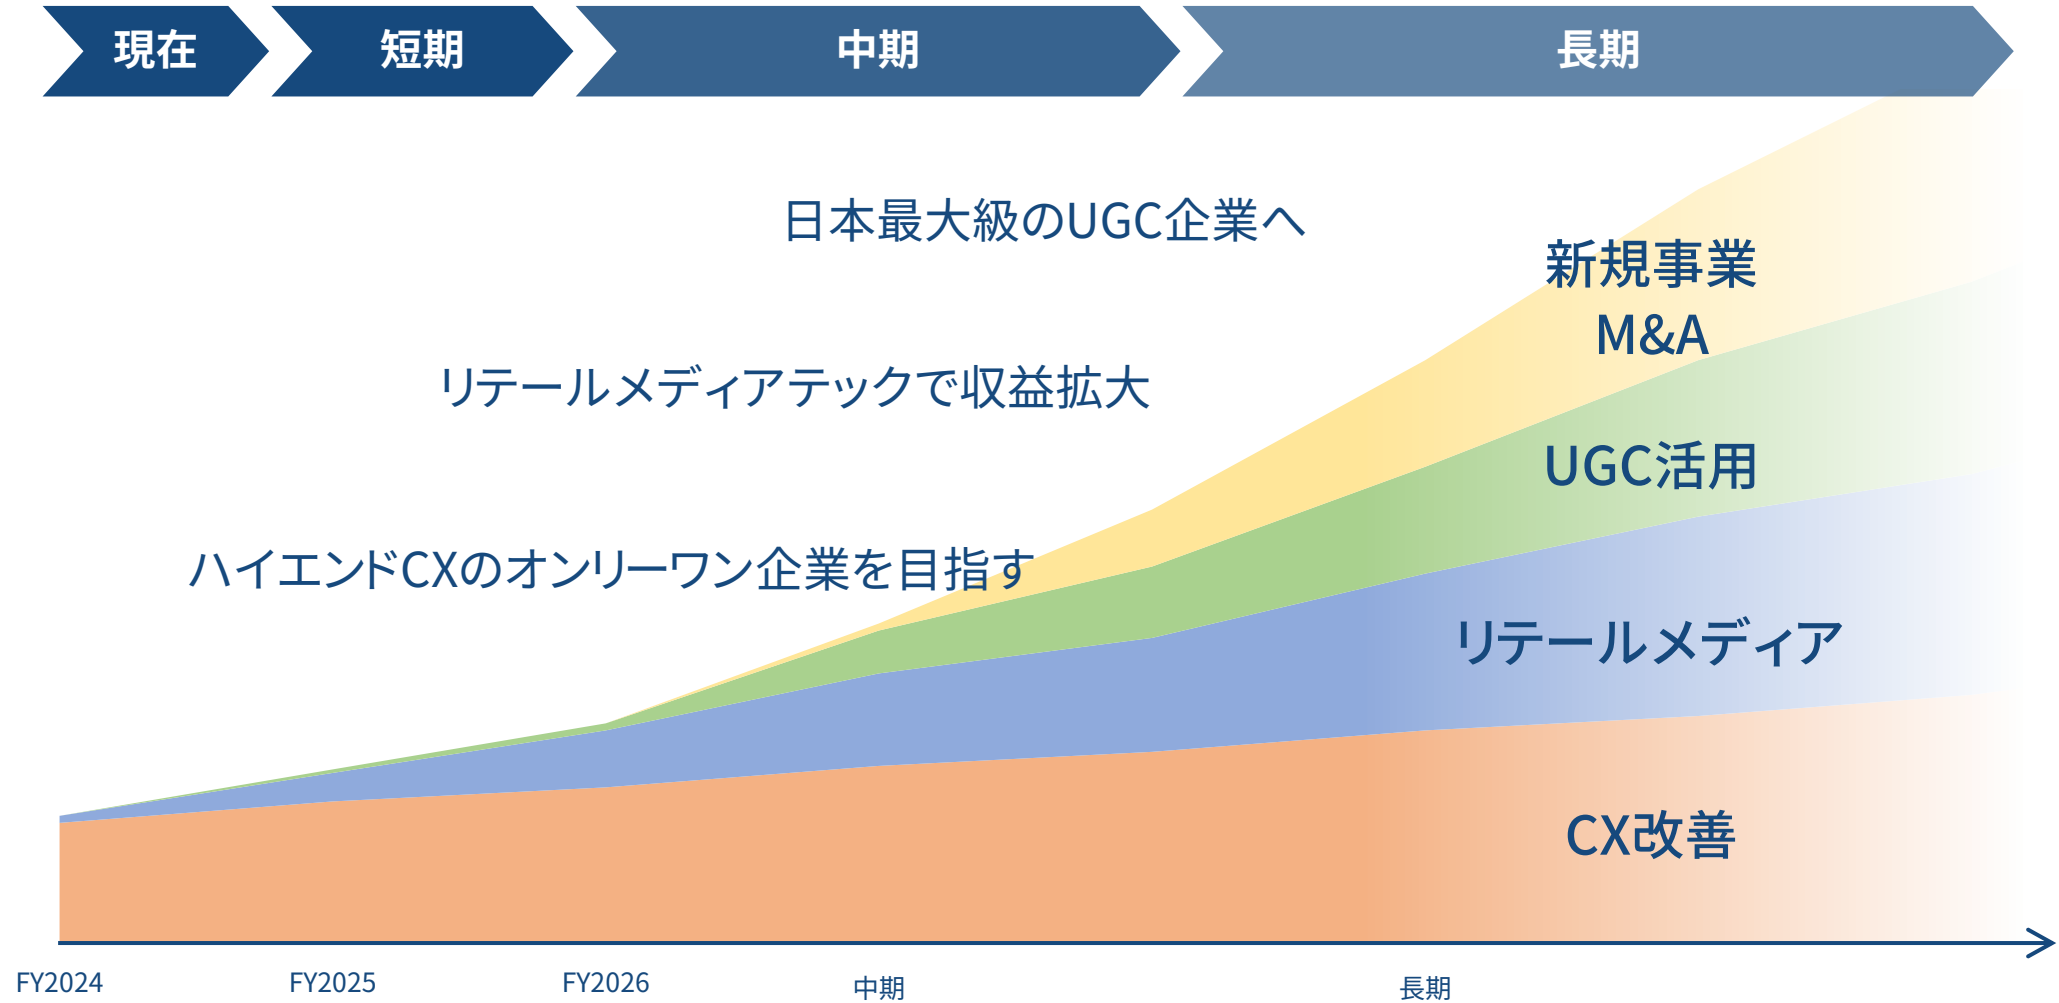 現在
短期
中期
長期
日本最大級のUGC企業へ
新規事業
M&A
リテールメディアテックで収益拡大
UGC活用
ハイエンドCXのオンリーワン企業を目指す
リテールメディア
CX改善
FY2024
FY2025
FY2026
中期
長期